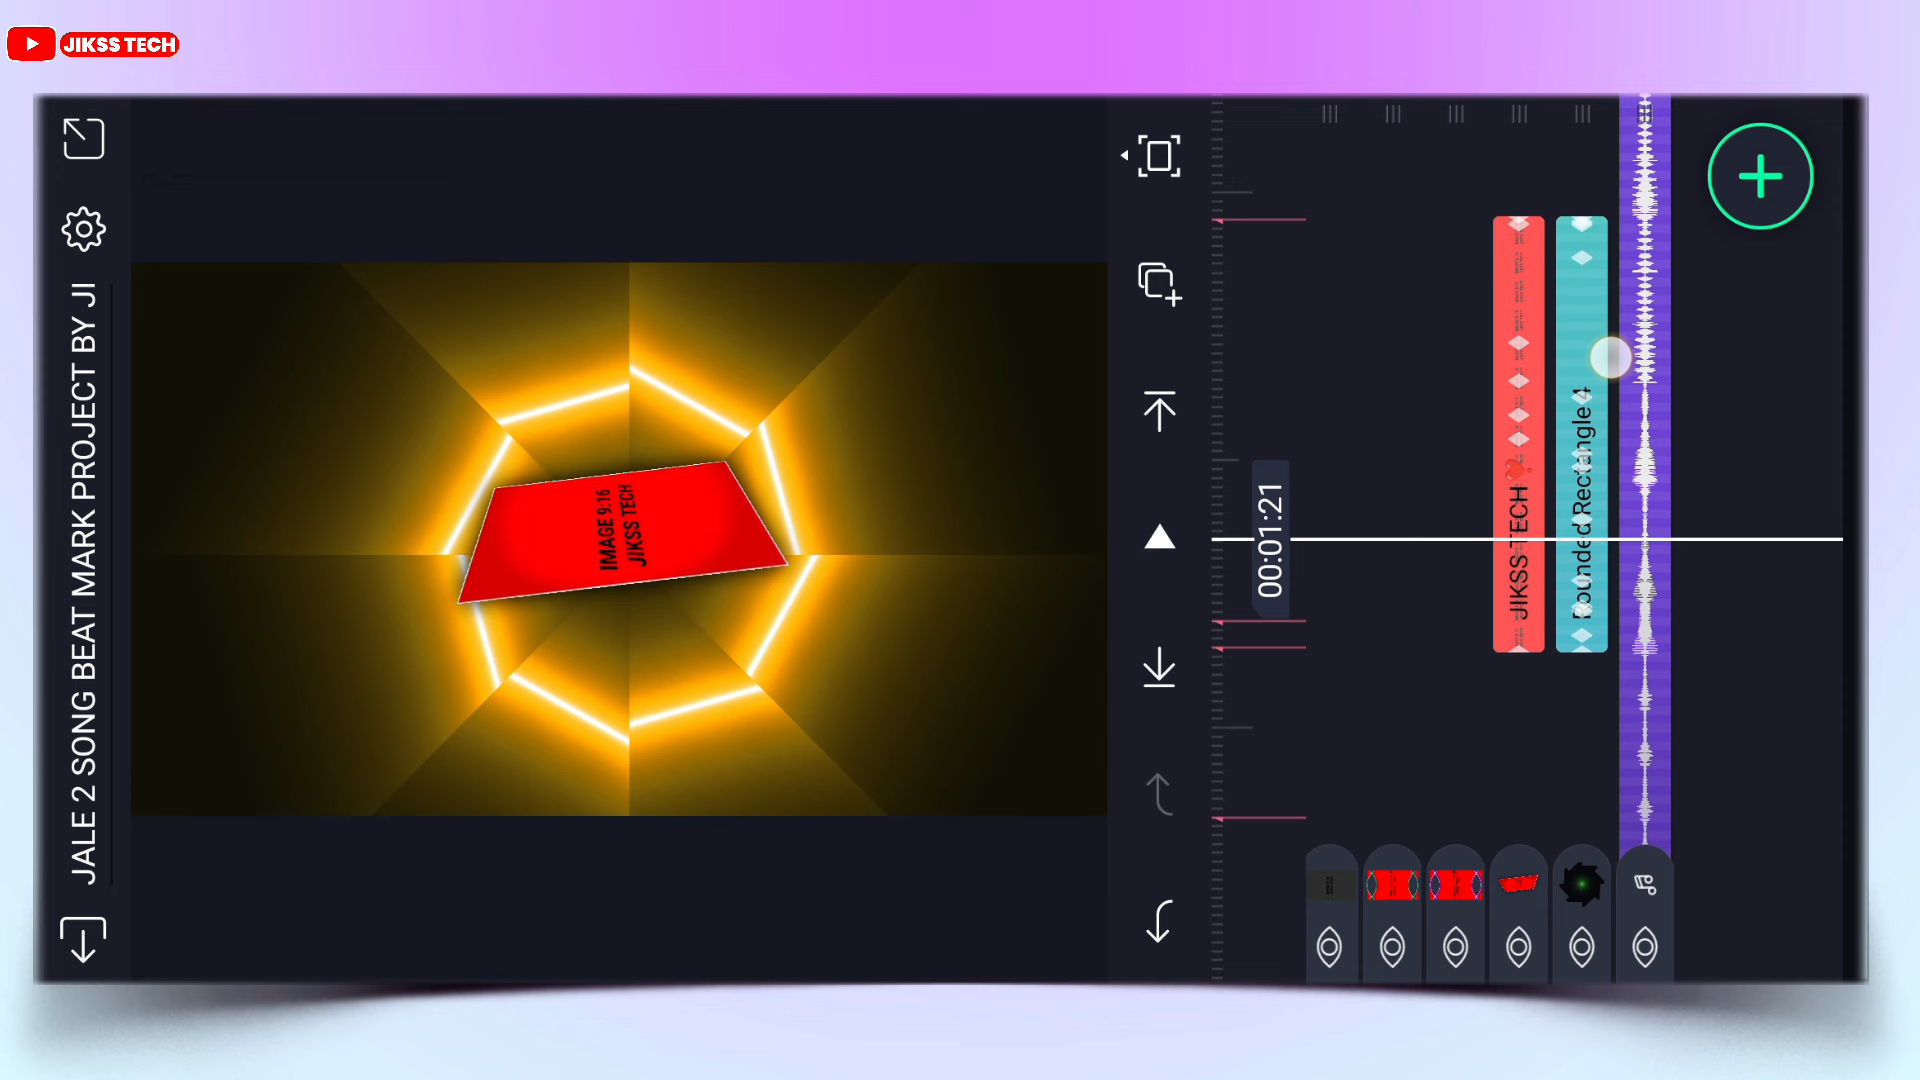 JIKSS TECH
JALE 2 SONG BEAT MARK PROJECT BY JI
IMAGE 9:16
JIKSS TECH
00:01:21
JIKSS TECH
Rounded Rectangle 4